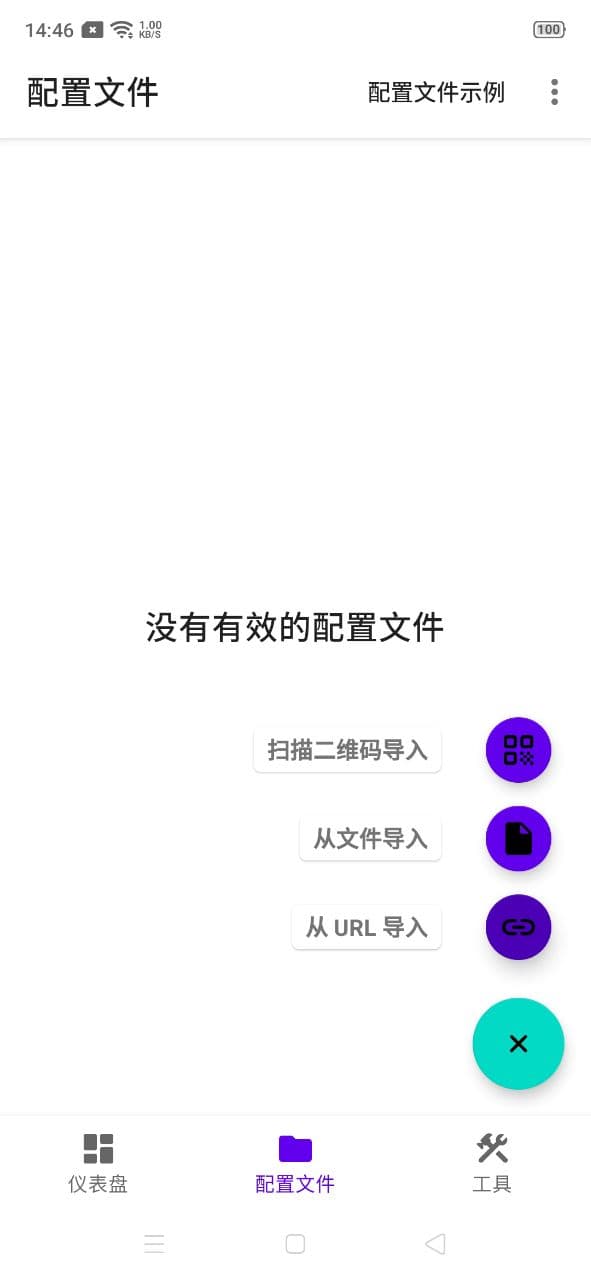 14:46 1.00 KB/S 100
配置文件 配置文件示例
没有有效的配置文件
扫描二维码导入
从文件导入
从 URL 导入
仪表盘 配置文件 工具